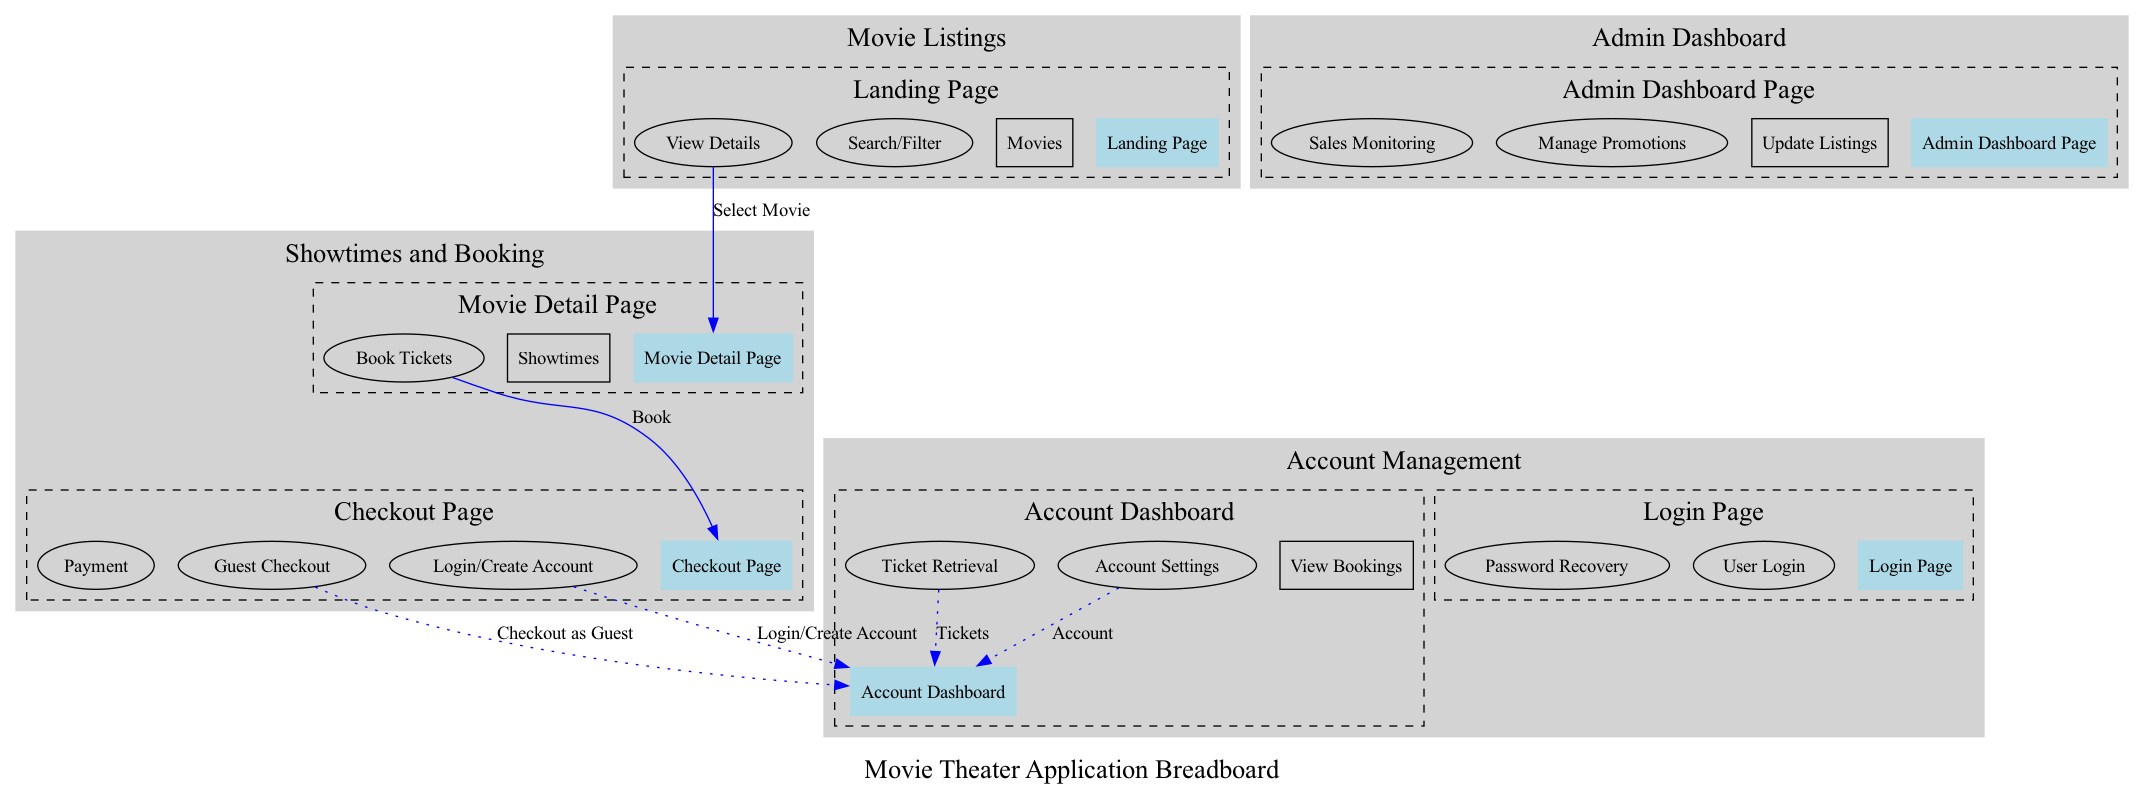 Movie Listings
Landing Page
View Details
Search/Filter
Movies
Landing Page
Admin Dashboard
Admin Dashboard Page
Sales Monitoring
Manage Promotions
Update Listings
Admin Dashboard Page
Select Movie
Showtimes and Booking
Movie Detail Page
Book Tickets
Showtimes
Movie Detail Page
Book
Checkout Page
Payment
Guest Checkout
Login/Create Account
Checkout Page
Account Management
Account Dashboard
Ticket Retrieval
Account Settings
View Bookings
Login Page
Password Recovery
User Login
Login Page
Checkout as Guest
Login/Create Account
Tickets
Account
Account Dashboard
Movie Theater Application Breadboard